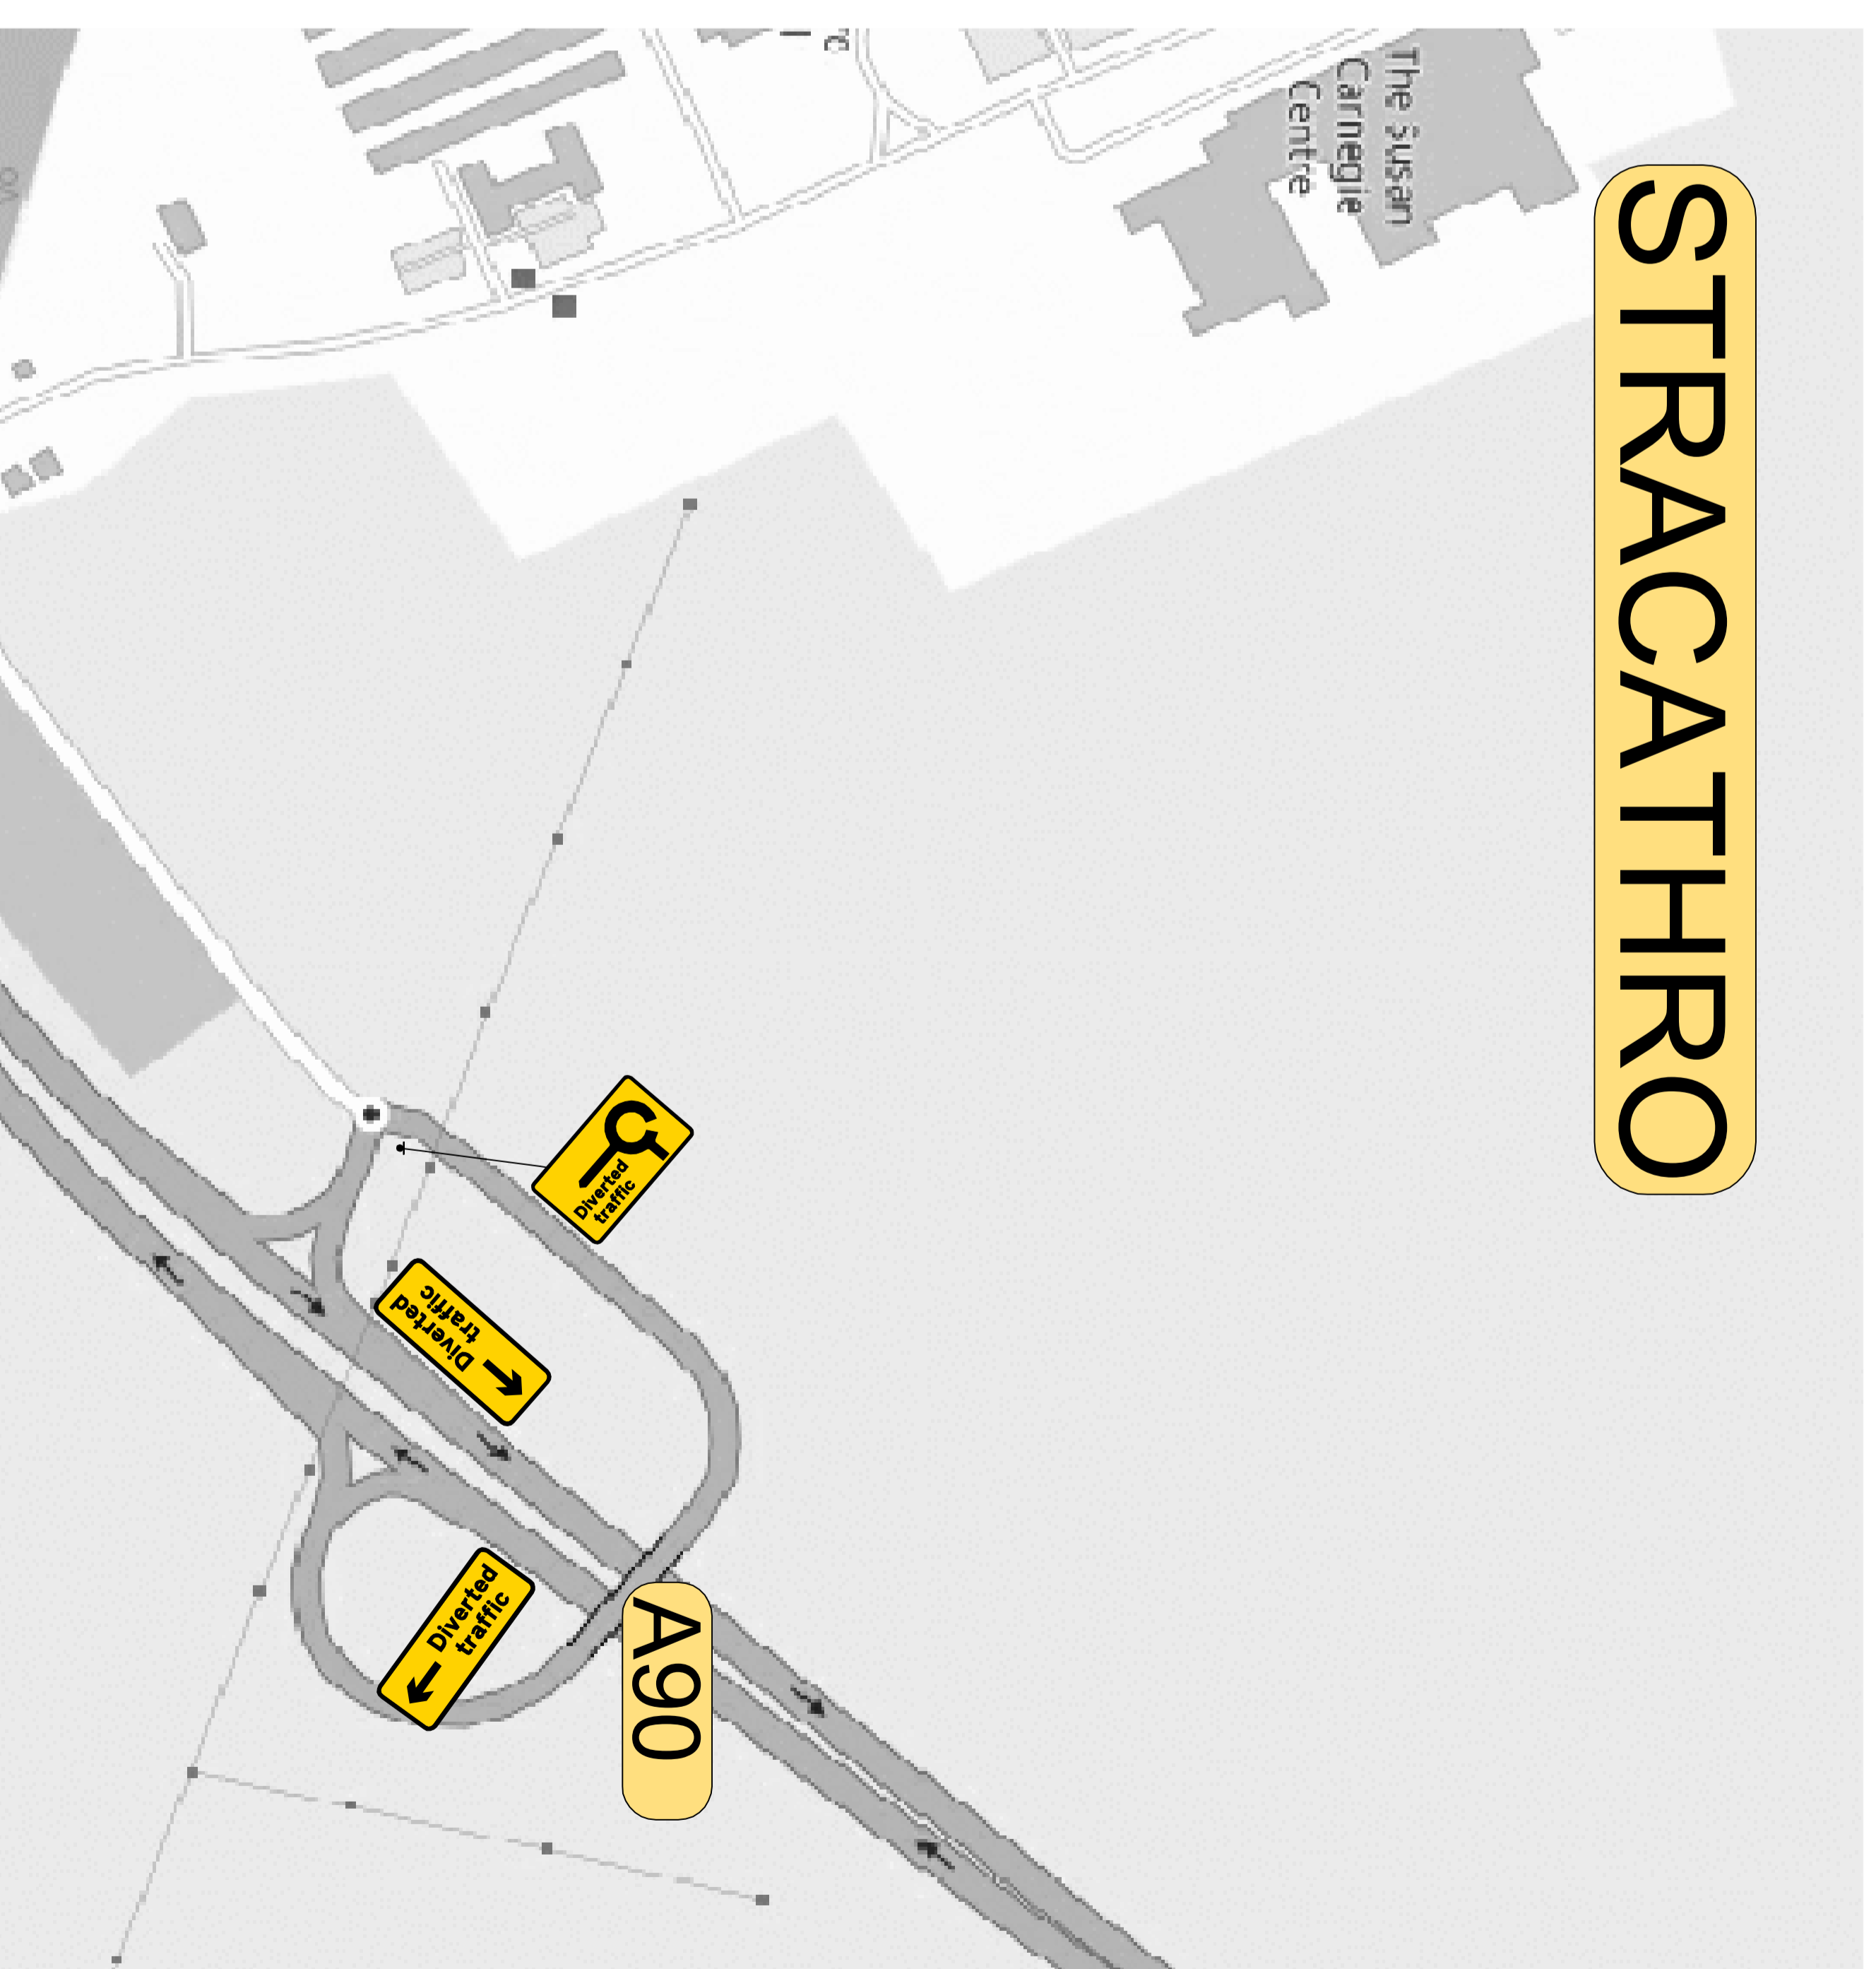 The Susan
Carnegie
Centre
STRACATHRO
Diverted
traffic
Diverted
traffic
Diverted
traffic
A90